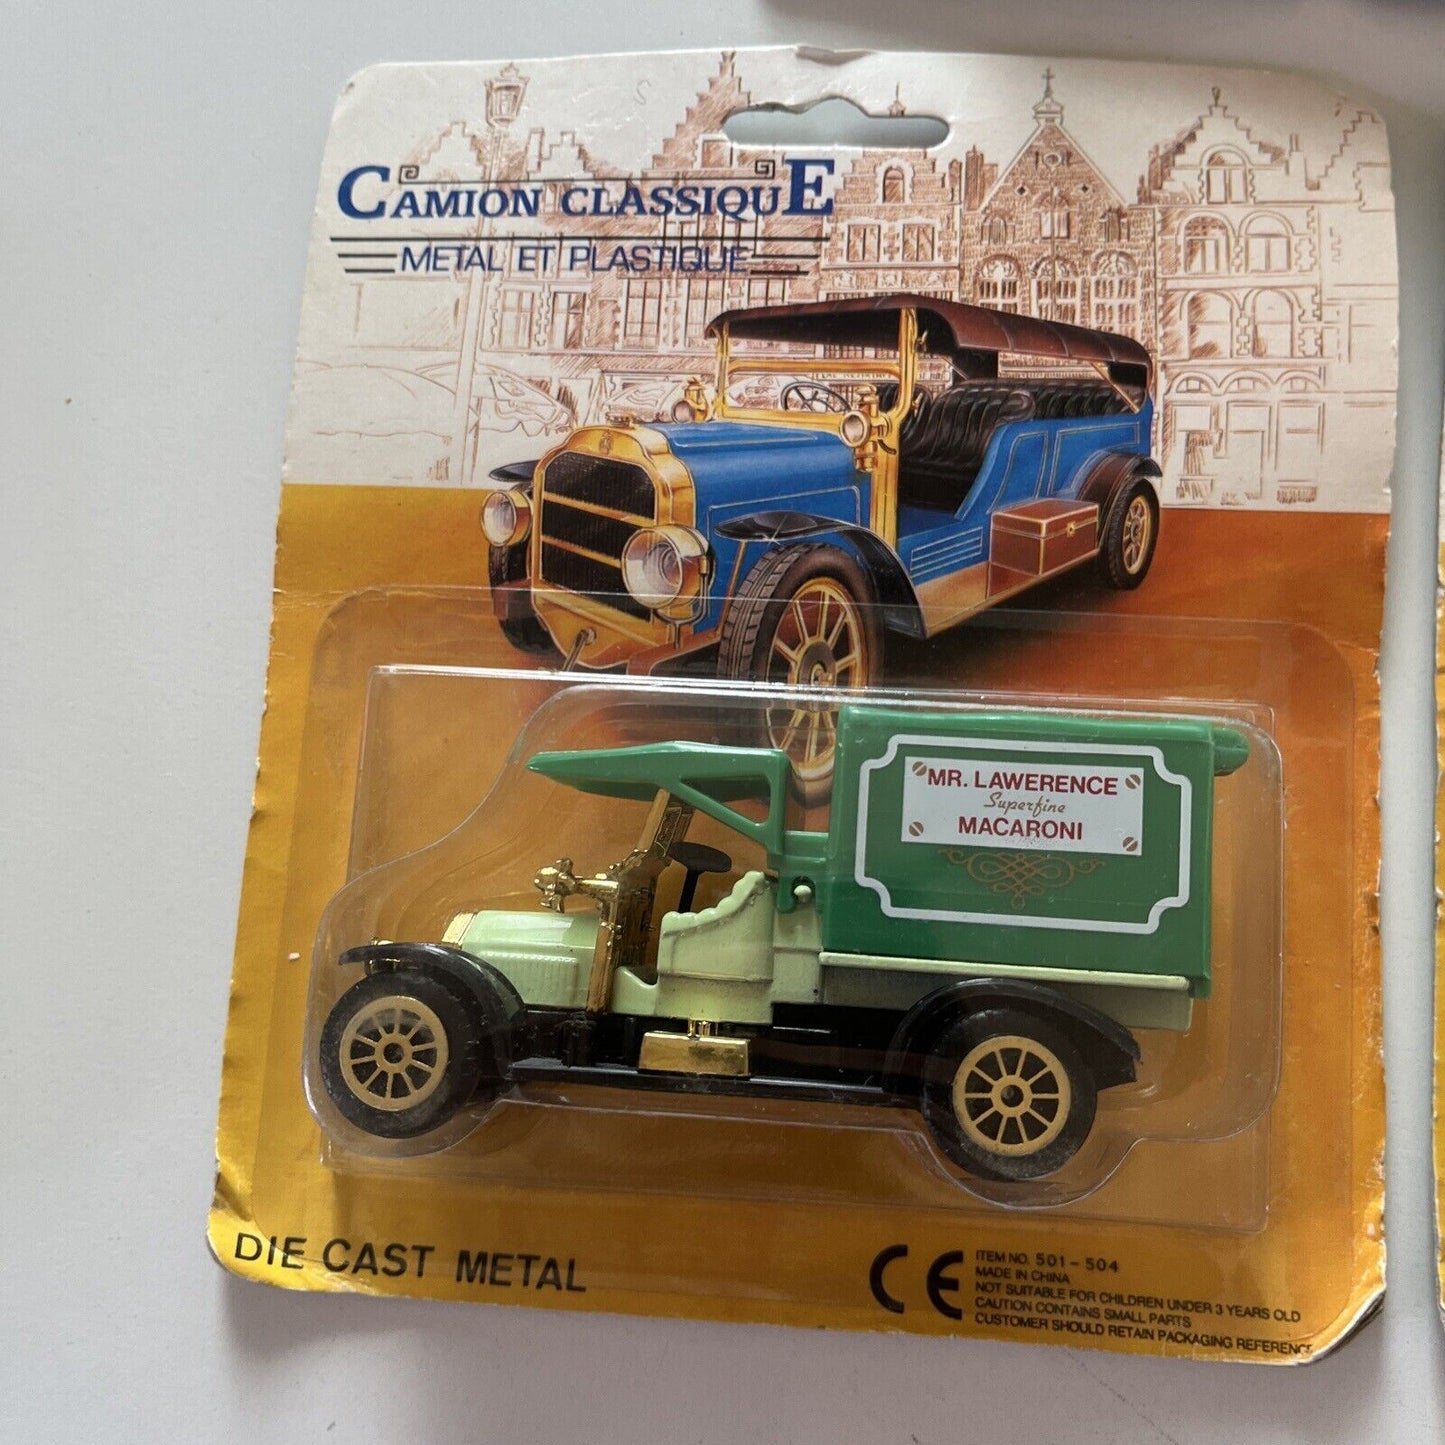 CAMION CLASSIQUE
METAL ET PLASTIQUE
MR. LAWERENCE
Superfine
MACARONI
DIE CAST METAL
CE
ITEM NO. 501-504
MADE IN CHINA
NOT SUITABLE FOR CHILDREN UNDER 3 YEARS OLD
CAUTION CONTAINS SMALL PARTS
CUSTOMER SHOULD RETAIN PACKAGING REFERENCE